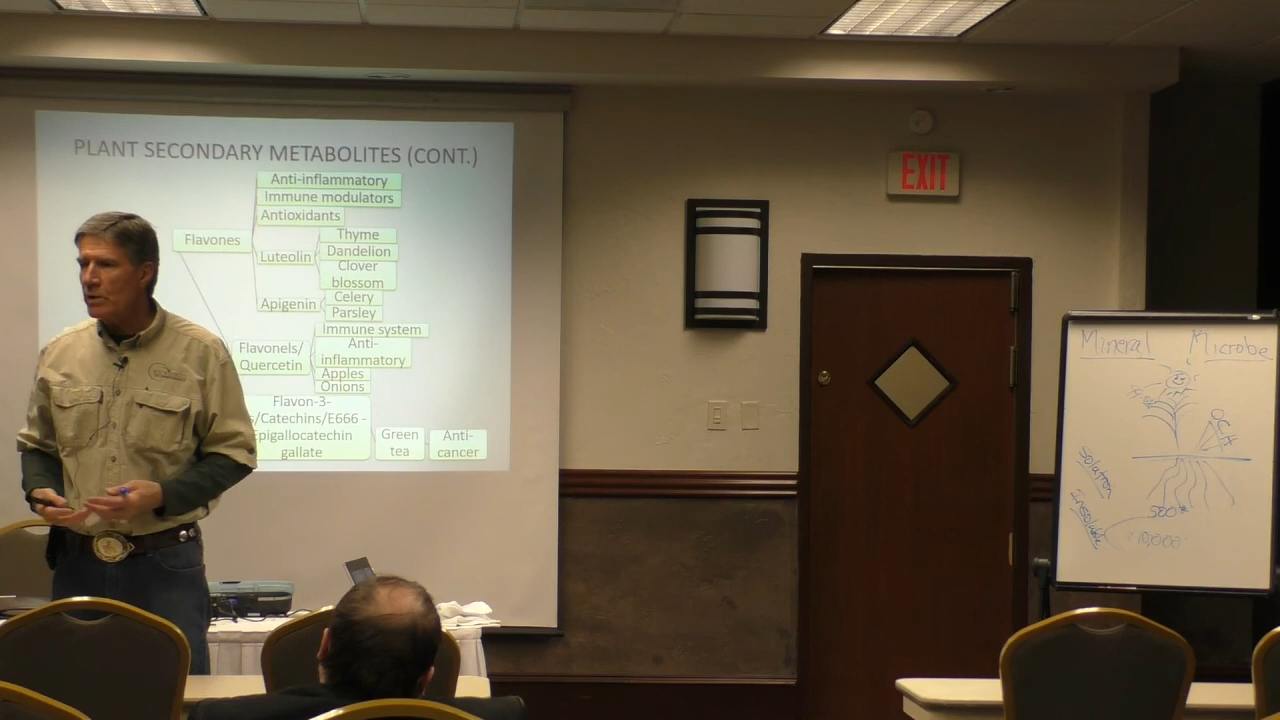 PLANT SECONDARY METABOLITES (CONT.)
Anti-inflammatory
Immune modulators
Antioxidants
Flavones
Luteolin
Thyme
Dandelion
Clover
blossom
Apigenin
Celery
Parsley
Flavonels/
Quercetin
Immune system
Anti-
inflammatory
Apples
Onions
Flavon-3-
s/Catechins/E666 -
Epigallocatechin
gallate
Green
tea
Anti-
cancer
EXIT
Mineral Microbe
Solution
Insoluble
500
10,000